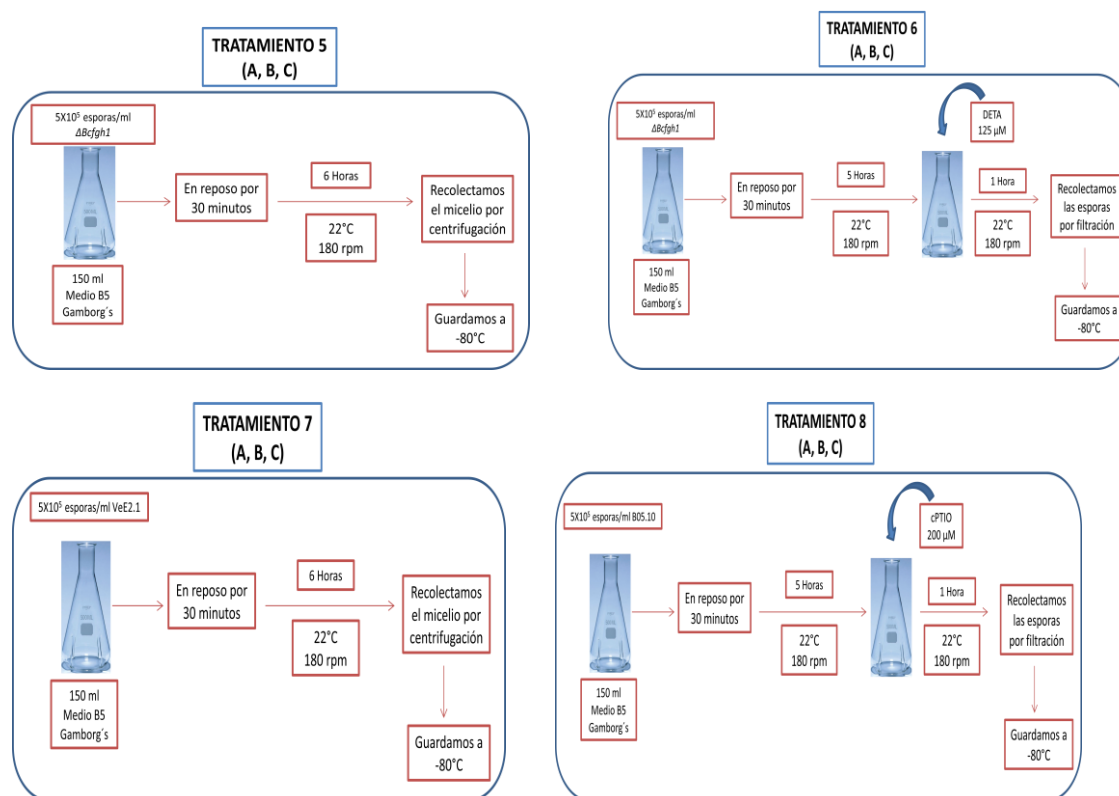 TRATAMIENTO 5
(A, B, C)
5X10⁵ esporas/ml
ΔBcfgh1
150 ml
Medio B5
Gamborg´s
En reposo por
30 minutos
6 Horas
22°C
180 rpm
Recolectamos
el micelio por
centrifugación
Guardamos a
-80°C
TRATAMIENTO 6
(A, B, C)
5X10⁵ esporas/ml
ΔBcfgh1
150 ml
Medio B5
Gamborg´s
En reposo por
30 minutos
5 Horas
22°C
180 rpm
DETA
125 µM
1 Hora
22°C
180 rpm
Recolectamos
las esporas
por filtración
Guardamos a
-80°C
TRATAMIENTO 7
(A, B, C)
5X10⁵ esporas/ml VeE2.1
150 ml
Medio B5
Gamborg´s
En reposo por
30 minutos
6 Horas
22°C
180 rpm
Recolectamos
el micelio por
centrifugación
Guardamos a
-80°C
TRATAMIENTO 8
(A, B, C)
5X10⁵ esporas/ml B05.10
150 ml
Medio B5
Gamborg´s
En reposo por
30 minutos
5 Horas
22°C
180 rpm
cPTIO
200 µM
1 Hora
22°C
180 rpm
Recolectamos
las esporas
por filtración
Guardamos a
-80°C